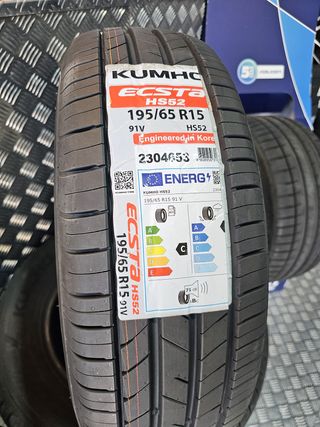 KUMHO
ECSTA
HS52
195/65 R15
91V HS52
Engineered in Korea
2304653
ENERG
KUMHO HS52
195/65 R15 91 V
A
B
C
D
E
C
A
B
C
D
E
ECSTA HS52
195/65 R15 91V